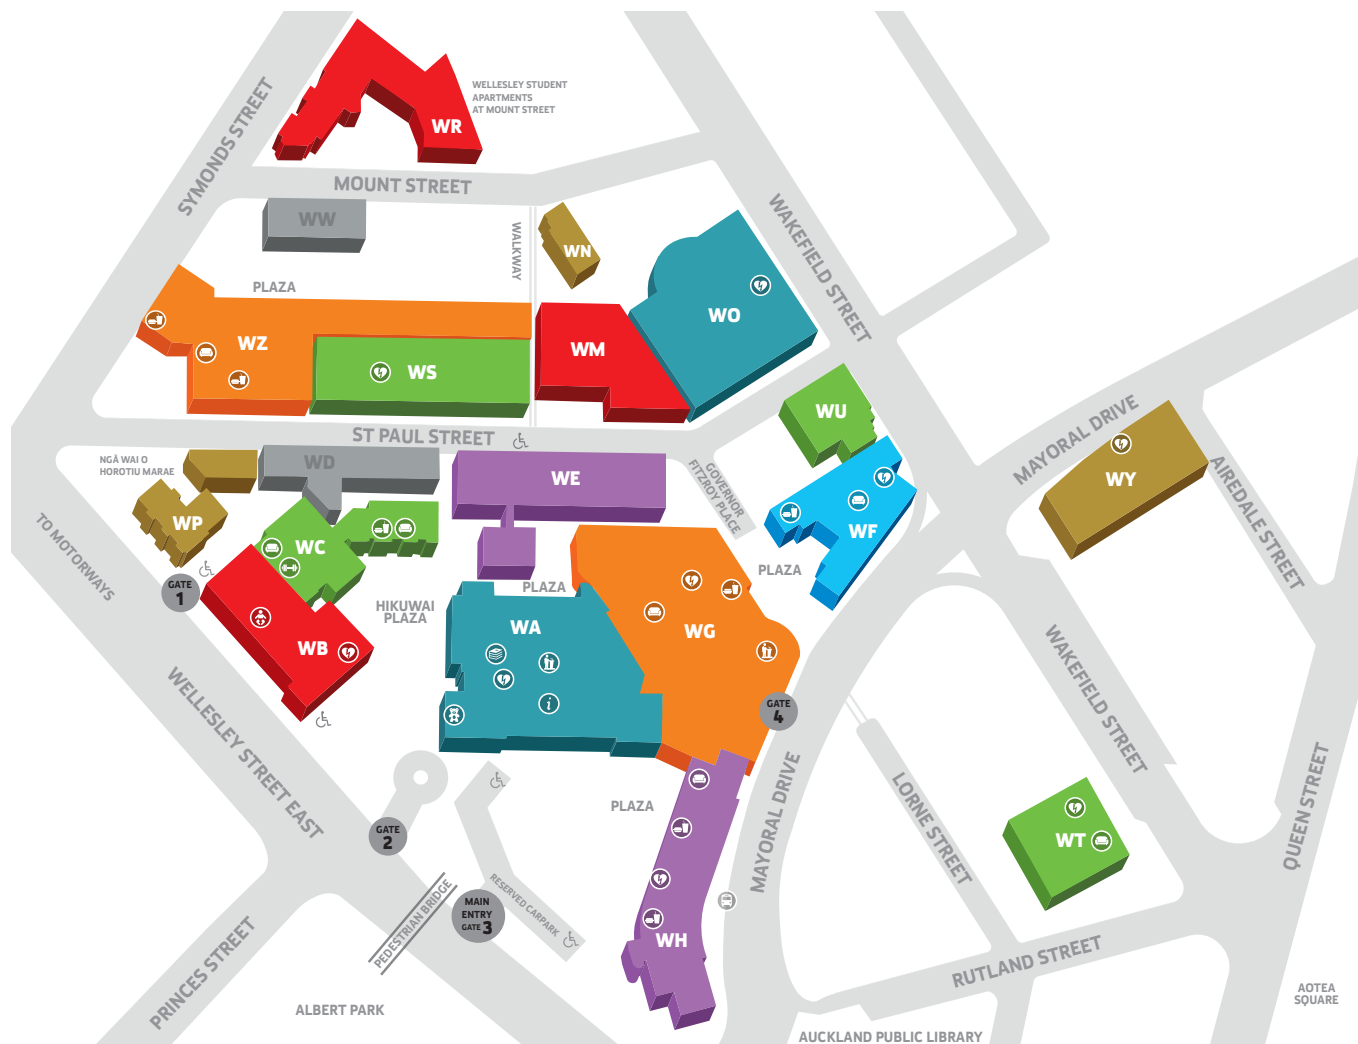 WELLESLEY STUDENT
APARTMENTS
AT MOUNT STREET
WR
SYMONDS STREET
MOUNT STREET
WW
WALKWAY
WN
WAKEFIELD STREET
PLAZA
WO
WZ
WS
WM
WU
MAYORAL DRIVE
ST PAUL STREET
NGĀ WAI O
HOROTIU MARAE
WD
WE
GOVERNOR
FITZROY PLACE
WY
AIREDALE STREET
WP
WC
WF
TO MOTORWAYS
GATE
1
PLAZA
PLAZA
HIKUWAI
PLAZA
WA
WG
WB
i
WAKEFIELD STREET
GATE
4
WELLESLEY STREET EAST
MAYORAL DRIVE
LORNE STREET
QUEEN STREET
PLAZA
GATE
2
WT
MAIN
ENTRY
GATE 3
RESERVED CARPARK
PEDESTRIAN BRIDGE
WH
PRINCES STREET
RUTLAND STREET
ALBERT PARK
AOTEA
SQUARE
AUCKLAND PUBLIC LIBRARY